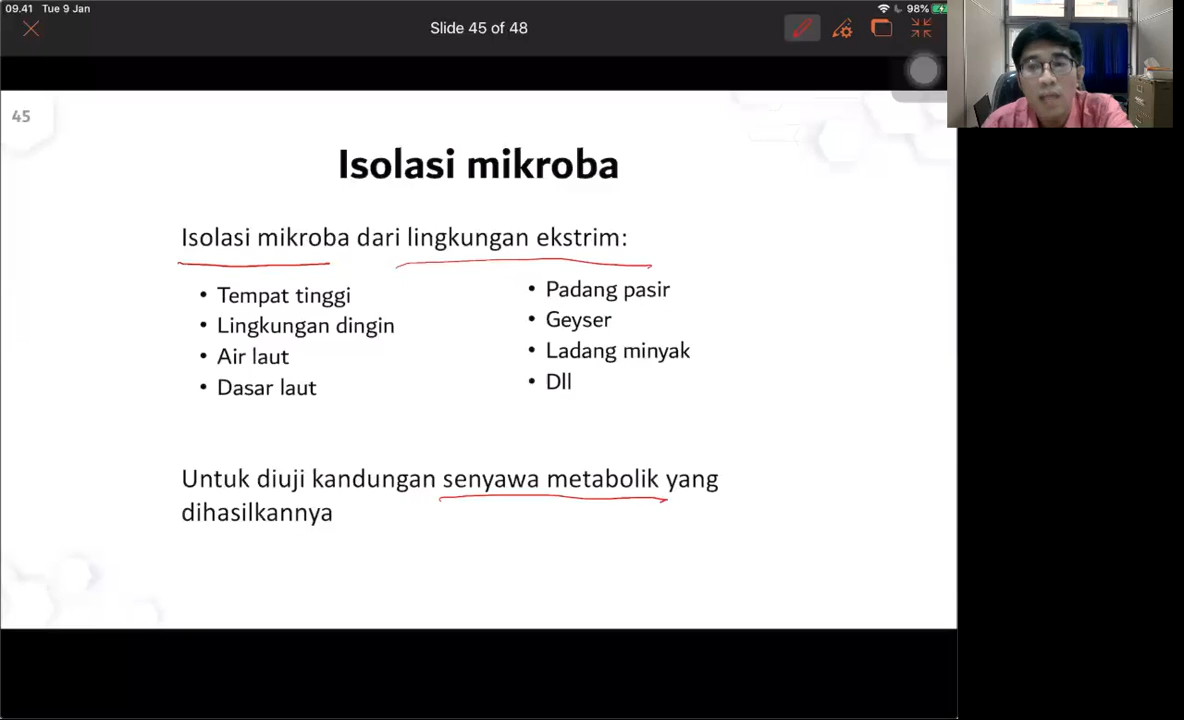 09.41 Tue 9 Jan
98%
Slide 45 of 48
45
Isolasi mikroba
Isolasi mikroba dari lingkungan ekstrim:
• Tempat tinggi
• Lingkungan dingin
• Air laut
• Dasar laut
• Padang pasir
• Geyser
• Ladang minyak
• Dll
Untuk diuji kandungan senyawa metabolik yang
dihasilkannya